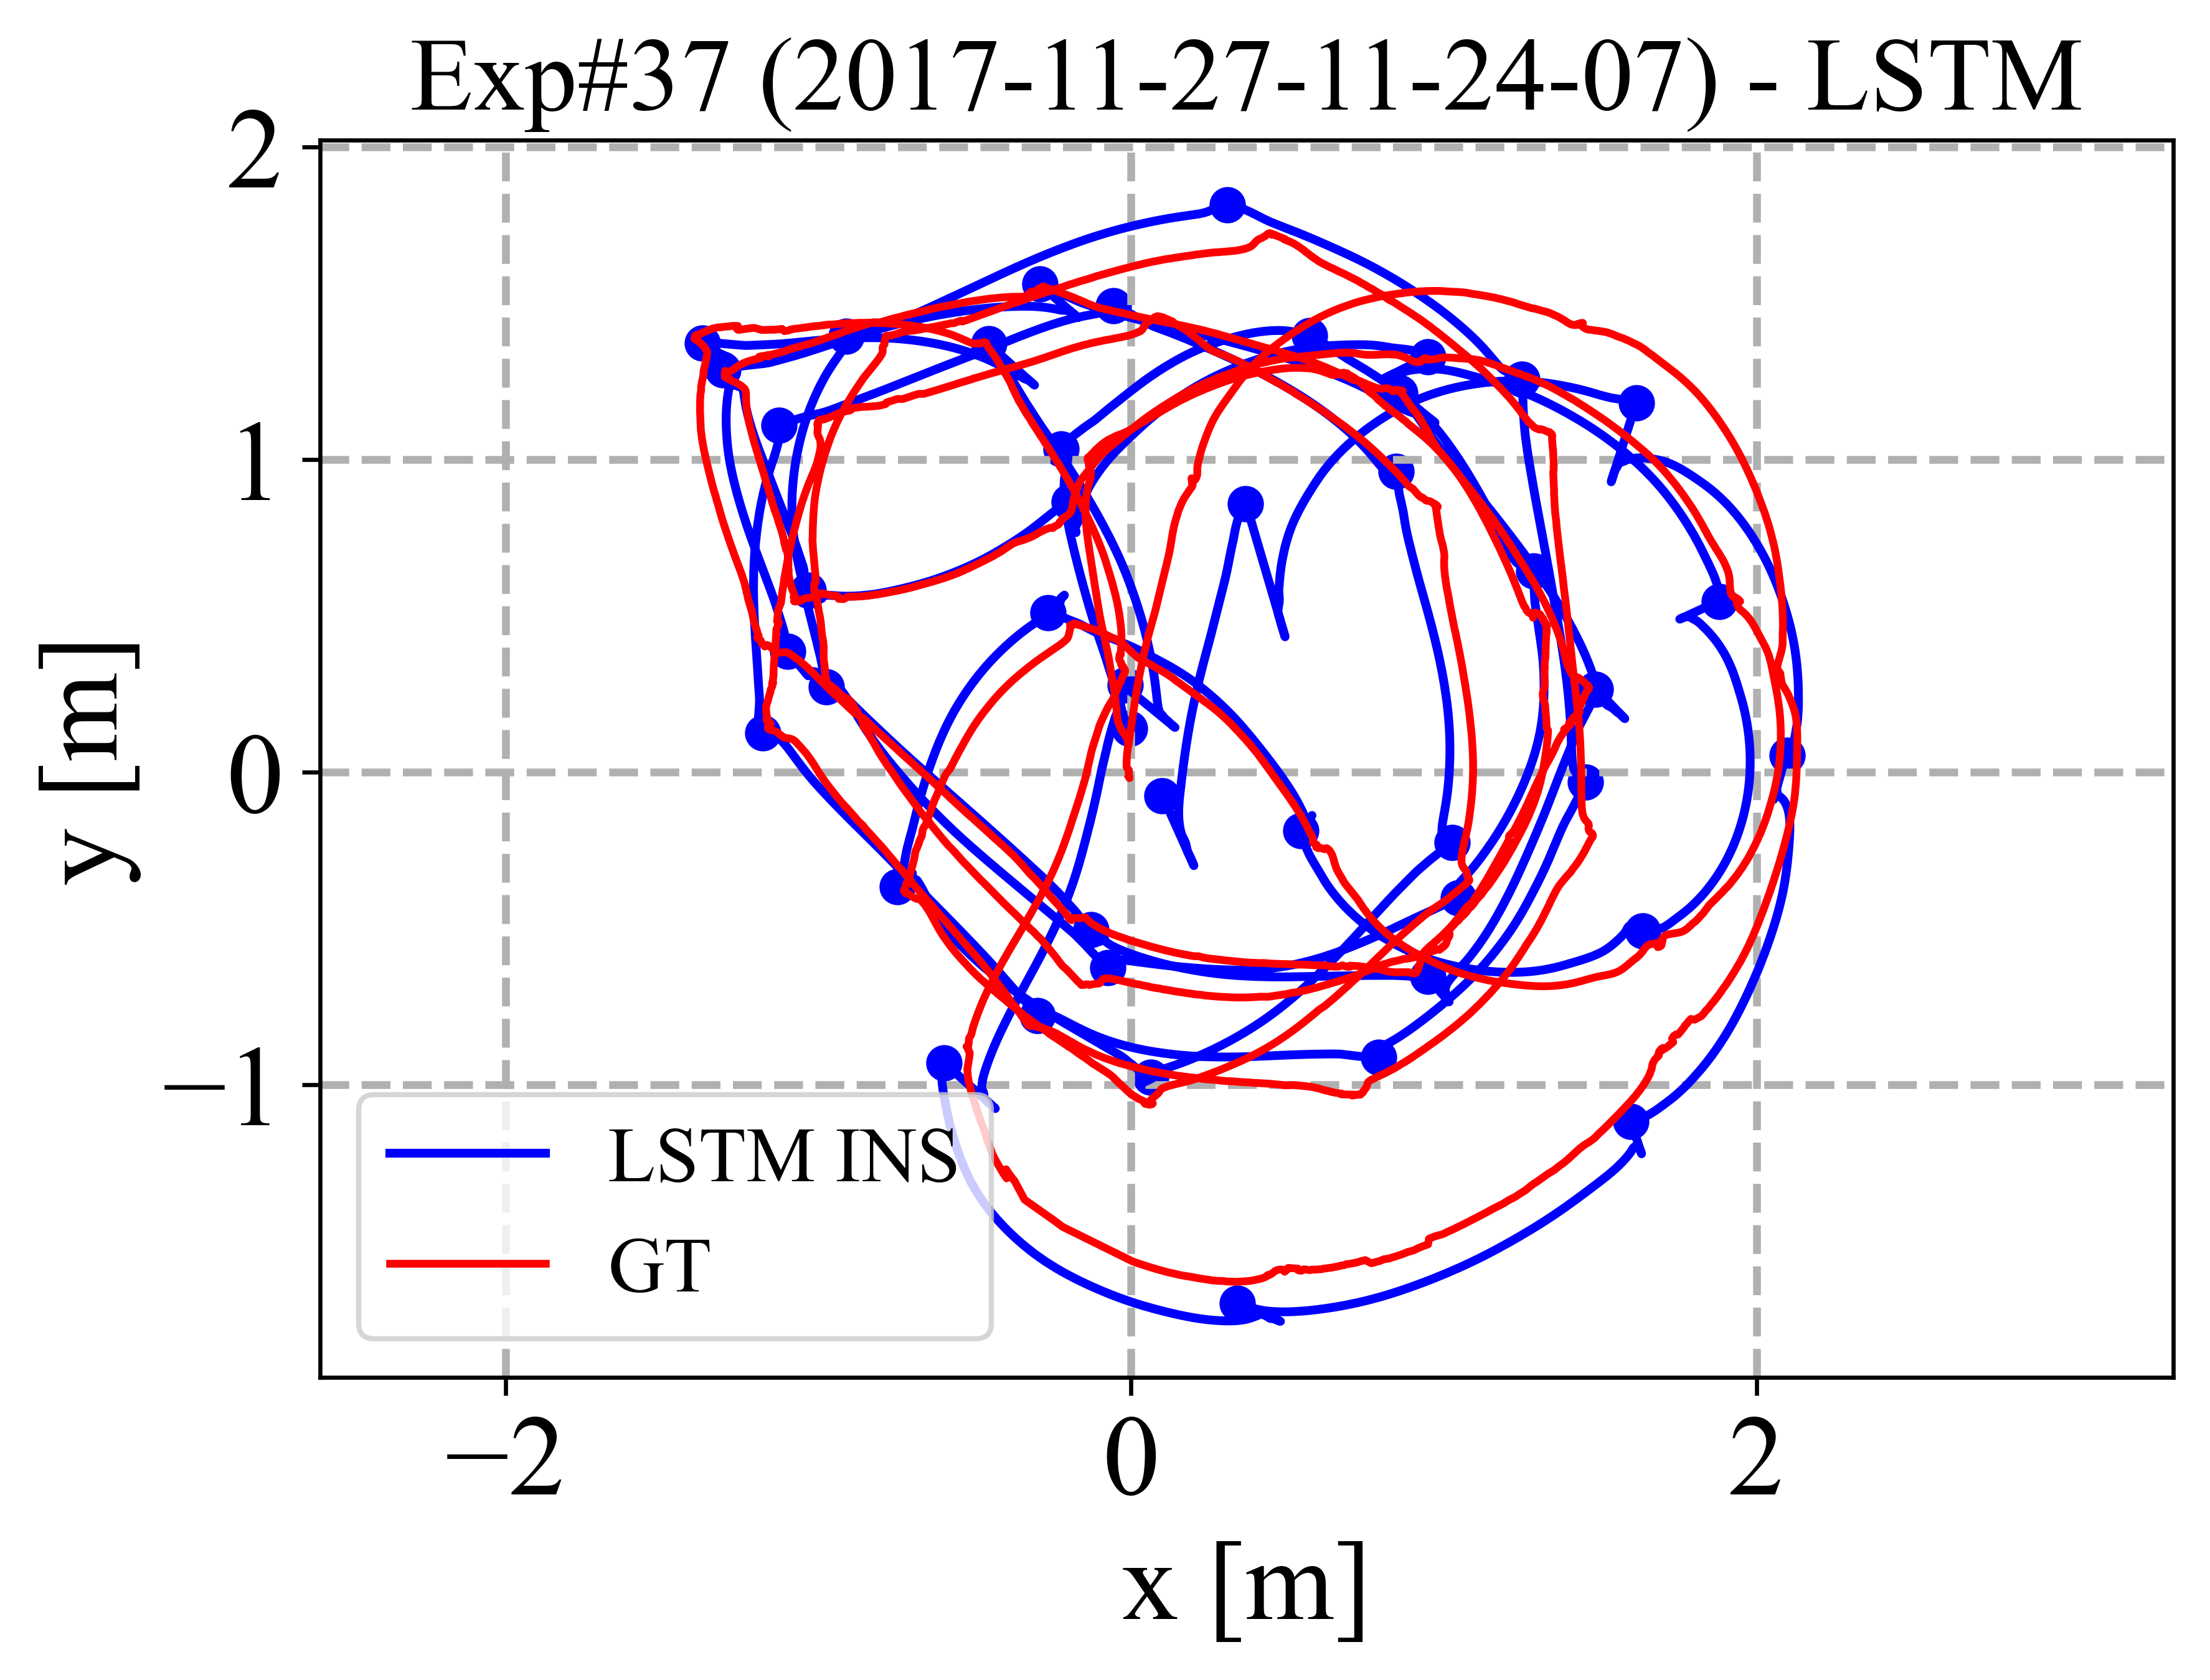 Exp#37 (2017-11-27-11-24-07) - LSTM
2
1
0
−1
y [m]
LSTM INS
GT
−2
0
2
x [m]